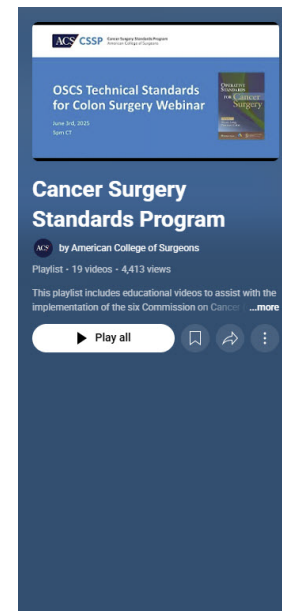 ACS CSSP Cancer Surgery Standards Program
American College of Surgeons
OSCS Technical Standards
for Colon Surgery Webinar
June 3rd, 2025
5pm CT
OPERATIVE
STANDARDS
FOR Cancer
Surgery
Cancer Surgery
Standards Program
ACS by American College of Surgeons
Playlist • 19 videos • 4,413 views
This playlist includes educational videos to assist with the
implementation of the six Commission on Cancer ...more
Play all